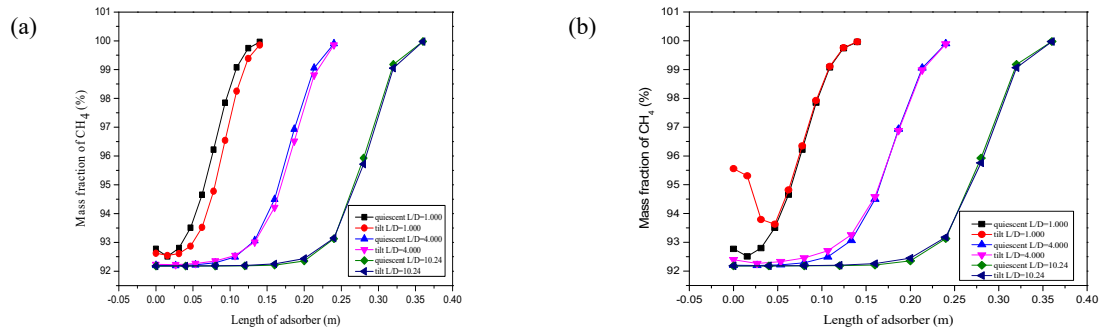 (a)
100
99
98
97
96
95
94
93
92
Mass fraction of CH4 (%)
quiescent L/D=1.000
tilt L/D=1.000
quiescent L/D=4.000
tilt L/D=4.000
quiescent L/D=10.24
tilt L/D=10.24
-0.05 0.00 0.05 0.10 0.15 0.20 0.25 0.30 0.35 0.40
Length of adsorber (m)
(b)
100
99
98
97
96
95
94
93
92
Mass fraction of CH4 (%)
quiescent L/D=1.000
tilt L/D=1.000
quiescent L/D=4.000
tilt L/D=4.000
quiescent L/D=10.24
tilt L/D=10.24
-0.05 0.00 0.05 0.10 0.15 0.20 0.25 0.30 0.35 0.40
Length of adsorber (m)